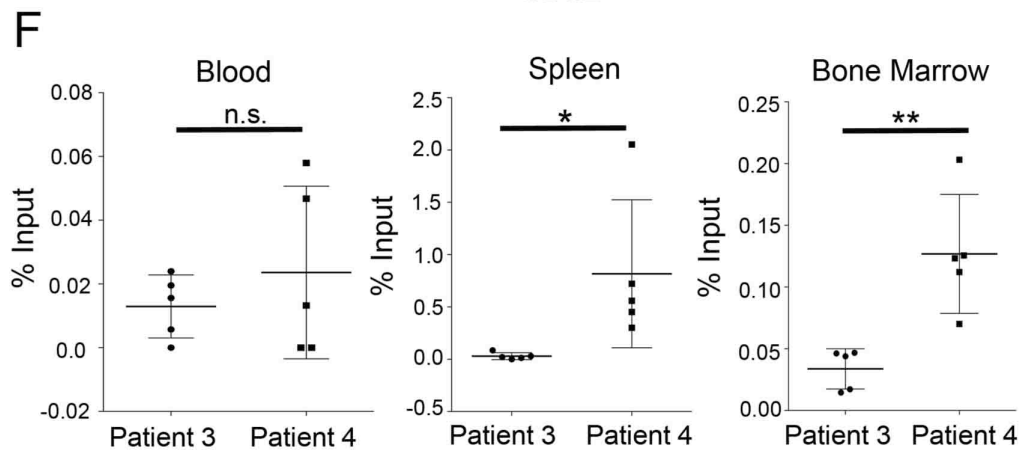 F
Blood
n.s.
% Input
0.08
0.06
0.04
0.02
0.0
-0.02
Patient 3 Patient 4
Spleen
*
% Input
2.5
2.0
1.5
1.0
0.5
0.0
-0.5
Patient 3 Patient 4
Bone Marrow
**
% Input
0.25
0.20
0.15
0.10
0.05
0.00
Patient 3 Patient 4